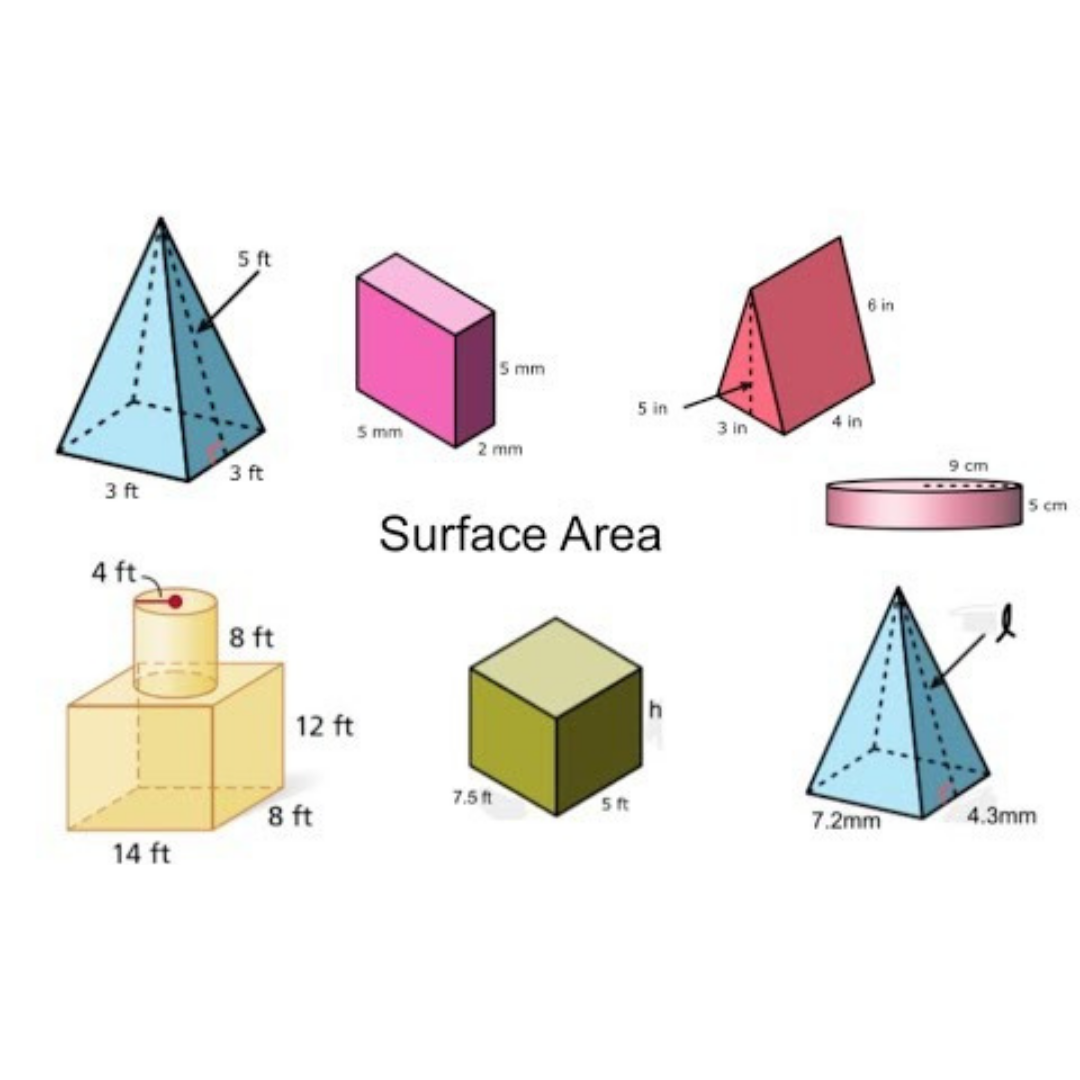 5 ft
3 ft
3 ft
5 mm
5 mm
2 mm
6 in
5 in
3 in
4 in
9 cm
5 cm
Surface Area
4 ft
8 ft
12 ft
8 ft
14 ft
h
7.5 ft
5 ft
ℓ
7.2mm
4.3mm